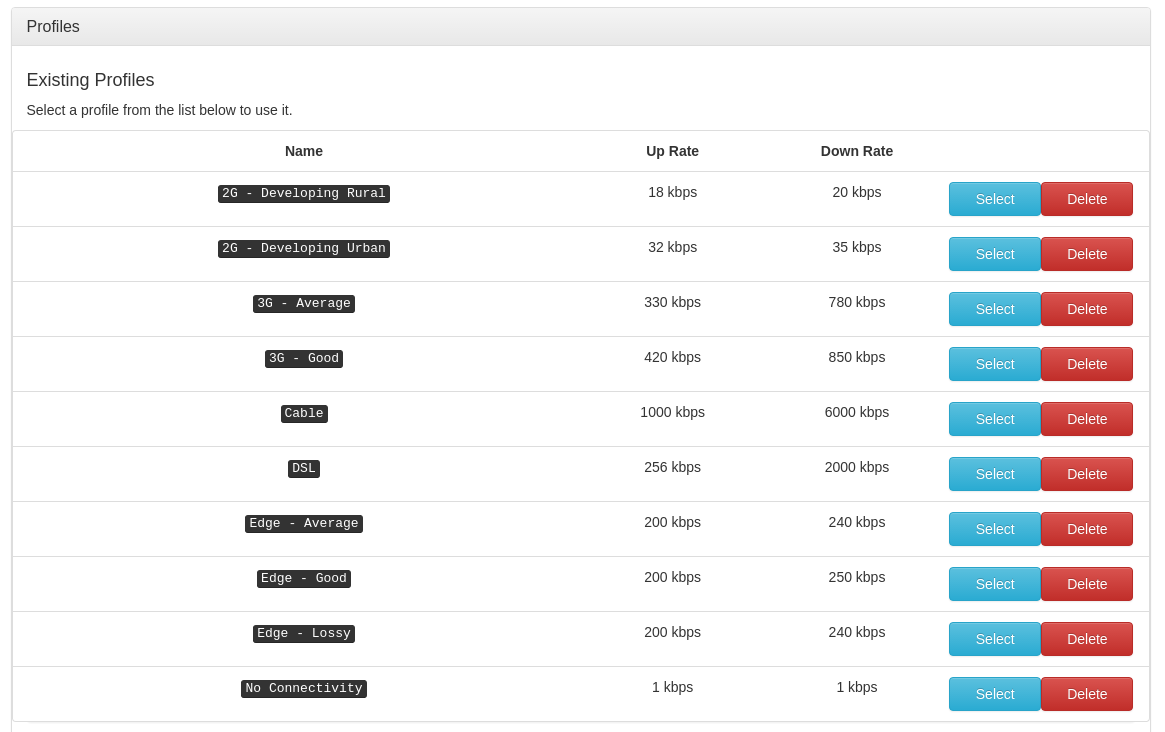 Profiles
Existing Profiles
Select a profile from the list below to use it.
Name Up Rate Down Rate
2G - Developing Rural 18 kbps 20 kbps Select Delete
2G - Developing Urban 32 kbps 35 kbps Select Delete
3G - Average 330 kbps 780 kbps Select Delete
3G - Good 420 kbps 850 kbps Select Delete
Cable 1000 kbps 6000 kbps Select Delete
DSL 256 kbps 2000 kbps Select Delete
Edge - Average 200 kbps 240 kbps Select Delete
Edge - Good 200 kbps 250 kbps Select Delete
Edge - Lossy 200 kbps 240 kbps Select Delete
No Connectivity 1 kbps 1 kbps Select Delete